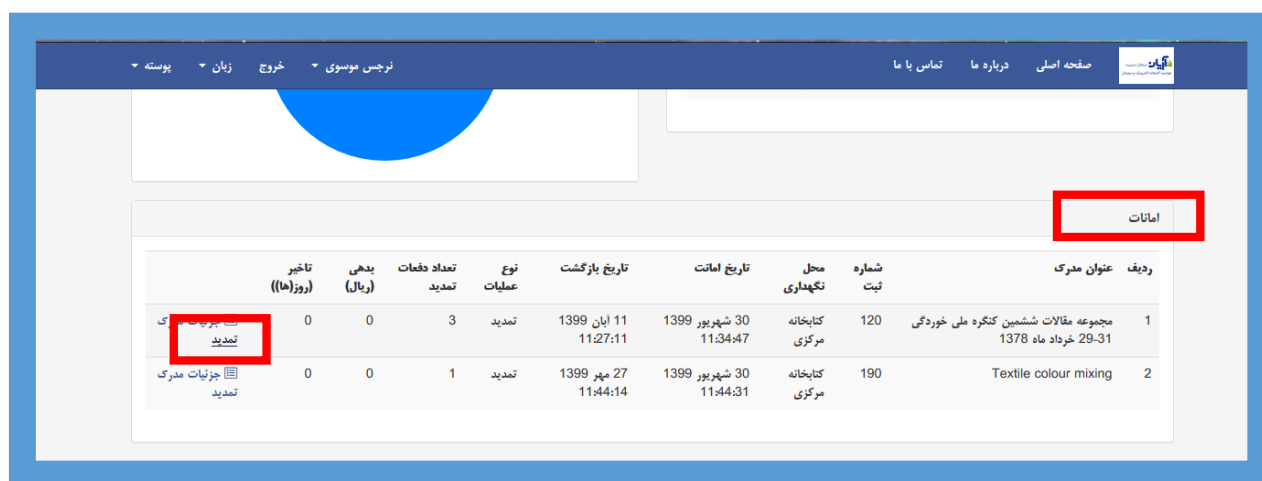 آپان
صفحه اصلی درباره ما تماس با ما نرجس موسوی خروج زبان پوسته
امانات
ردیف عنوان مدرک شماره ثبت محل نگهداری تاریخ امانت تاریخ بازگشت نوع عملیات تعداد دفعات تمدید بدهی (ریال) تاخیر (روز(ها))
1 مجموعه مقالات ششمین کنگره ملی خوردگی 120 کتابخانه مرکزی 30 شهریور 1399 11 آبان 1399 تمدید 3 0 0 جزئیات مدرک
29-31 خرداد ماه 1378 11:34:47 11:27:11 تمدید
2 Textile colour mixing 190 کتابخانه مرکزی 30 شهریور 1399 27 مهر 1399 تمدید 1 0 0 جزئیات مدرک
11:44:31 11:44:14 تمدید